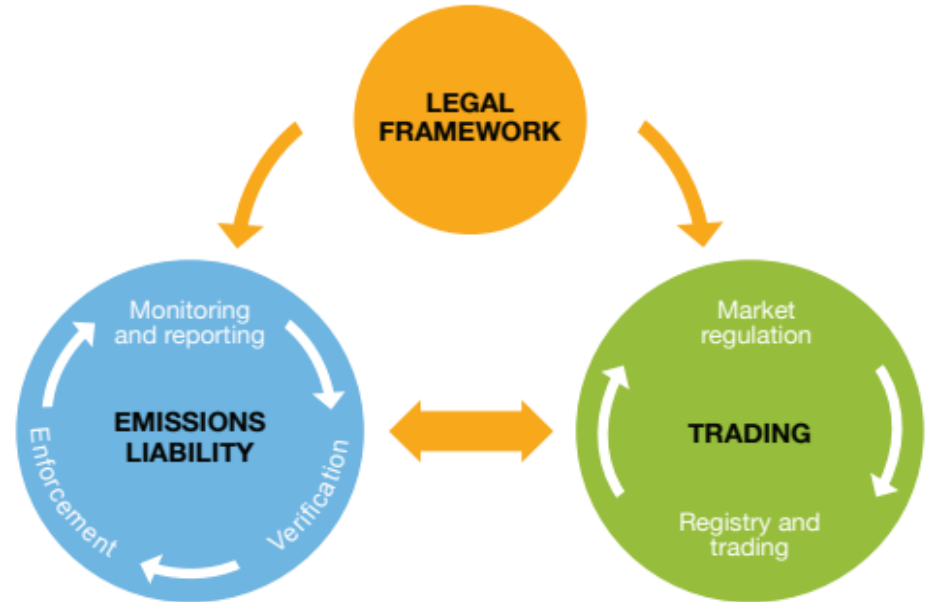 LEGAL
FRAMEWORK
Monitoring
and reporting
EMISSIONS
LIABILITY
Enforcement
Verification
Market
regulation
TRADING
Registry and
trading